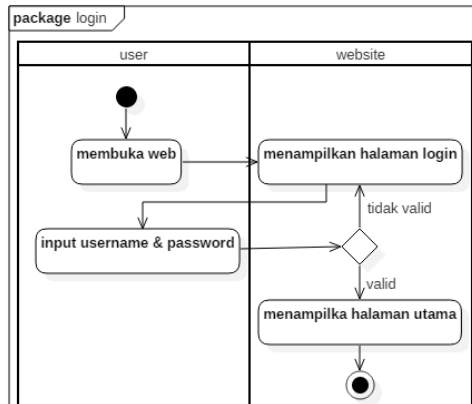 package login
user
website
membuka web
menampilkan halaman login
tidak valid
input username & password
valid
menampilka halaman utama